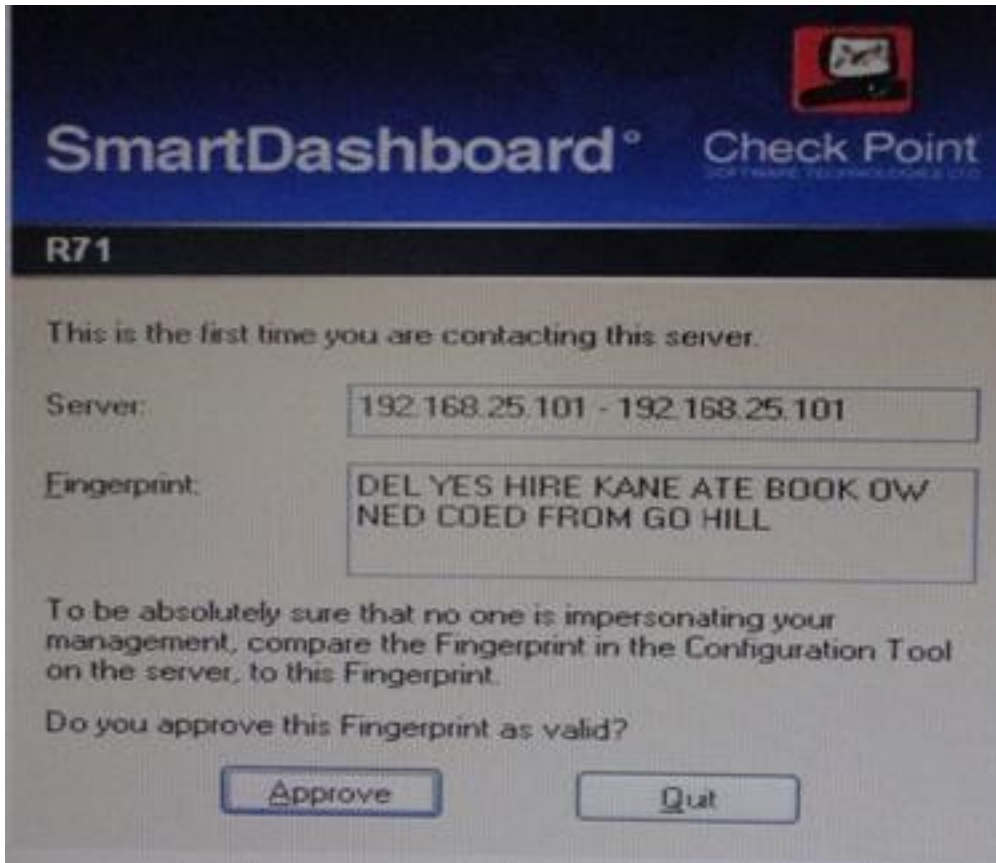 SmartDashboard°
Check Point
SOFTWARE TECHNOLOGIES LTD.
R71
This is the first time you are contacting this server.
Server:
192.168.25.101 - 192.168.25.101
Fingerprint:
DEL YES HIRE KANE ATE BOOK OW
NED COED FROM GO HILL
To be absolutely sure that no one is impersonating your
management, compare the Fingerprint in the Configuration Tool
on the server, to this Fingerprint.
Do you approve this Fingerprint as valid?
Approve
Quit